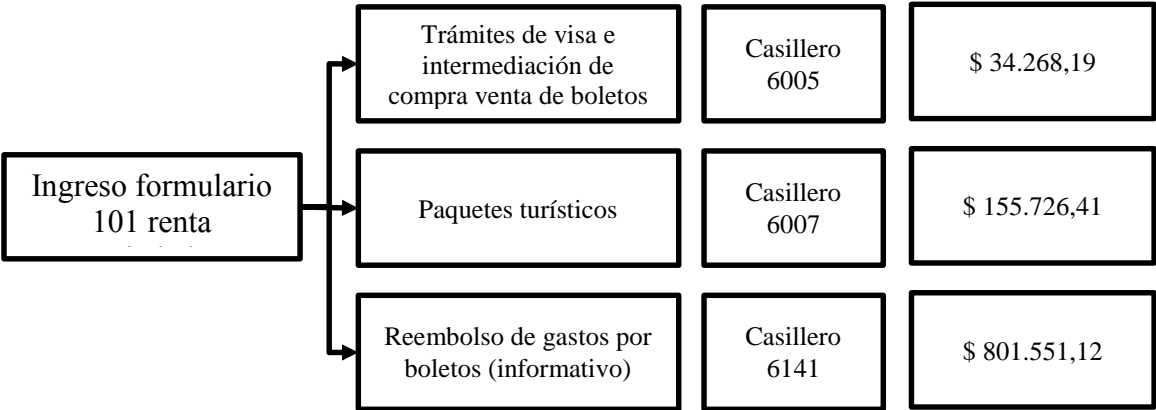 Trámites de visa e
intermediación de
compra venta de boletos
Casillero
6005
$ 34.268,19
Ingreso formulario
101 renta
Paquetes turísticos
Casillero
6007
$ 155.726,41
Reembolso de gastos por
boletos (informativo)
Casillero
6141
$ 801.551,12